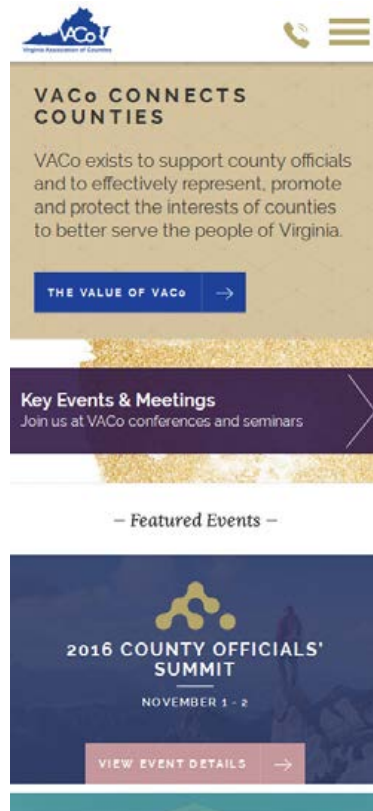 VACo
Virginia Association of Counties
VACo CONNECTS
COUNTIES
VACo exists to support county officials
and to effectively represent, promote
and protect the interests of counties
to better serve the people of Virginia.
THE VALUE OF VACo
Key Events & Meetings
Join us at VACo conferences and seminars
– Featured Events –
2016 COUNTY OFFICIALS'
SUMMIT
NOVEMBER 1 - 2
VIEW EVENT DETAILS